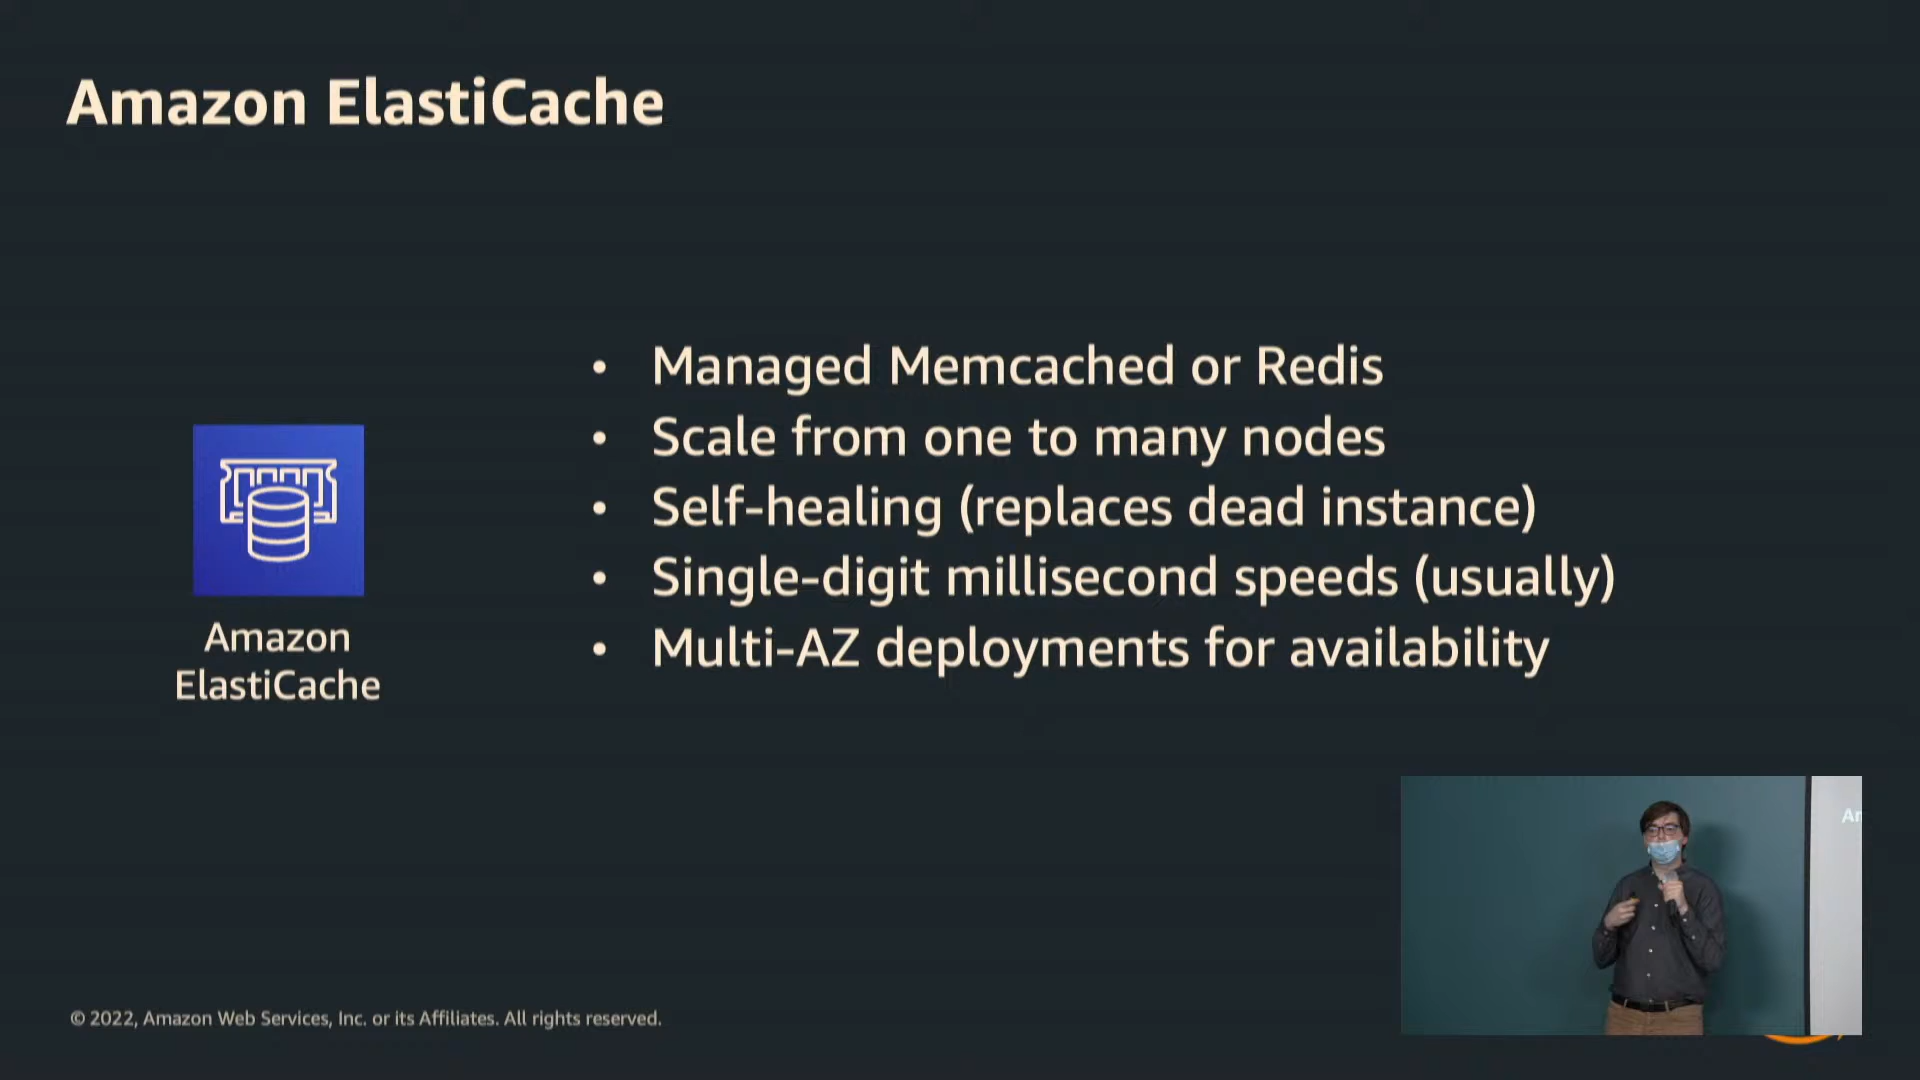 Amazon ElastiCache
• Managed Memcached or Redis
• Scale from one to many nodes
• Self-healing (replaces dead instance)
• Single-digit millisecond speeds (usually)
• Multi-AZ deployments for availability
Amazon
ElastiCache
Am
© 2022, Amazon Web Services, Inc. or its Affiliates. All rights reserved.